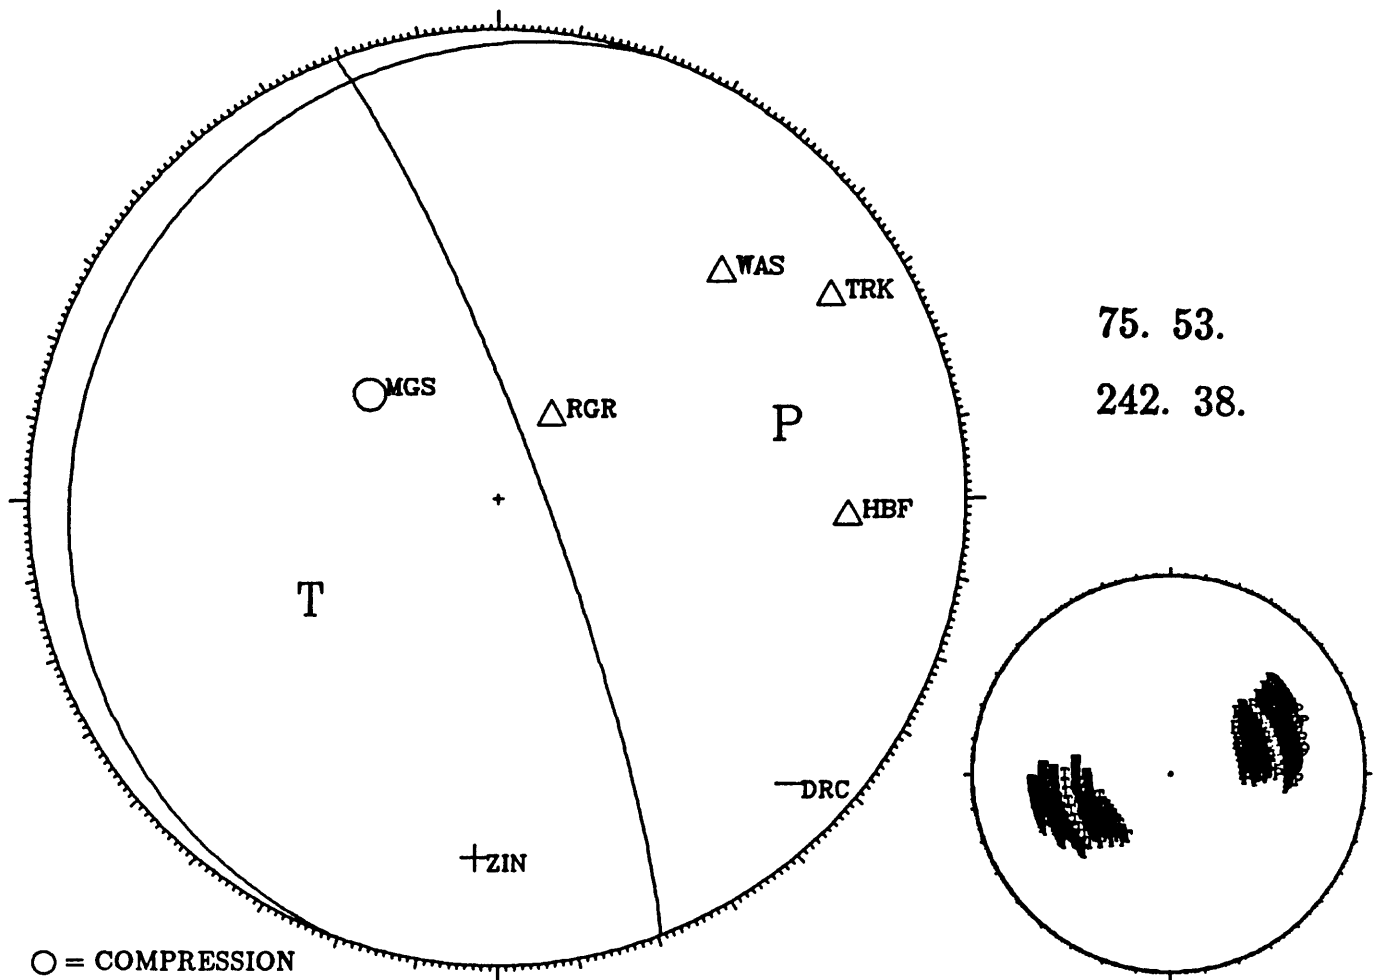 WAS
TRK
75. 53.
MGS
242. 38.
RGR
P
HBF
T
DRC
ZIN
= COMPRESSION